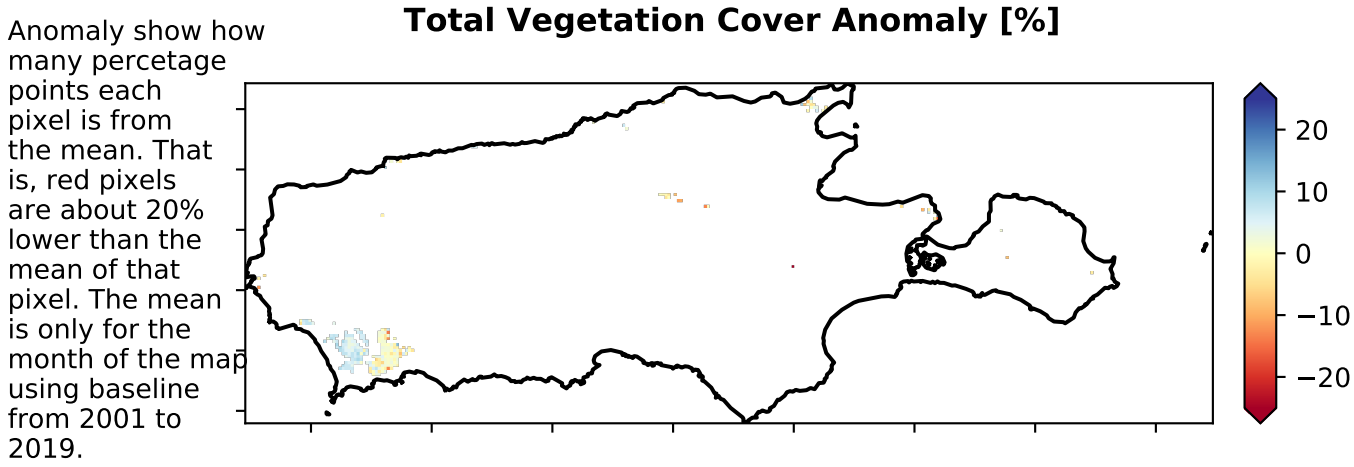 Total Vegetation Cover Anomaly [%]
Anomaly show how
many percetage
points each
pixel is from
the mean. That
is, red pixels
are about 20%
lower than the
mean of that
pixel. The mean
is only for the
month of the map
using baseline
from 2001 to
2019.
20
10
0
−10
−20